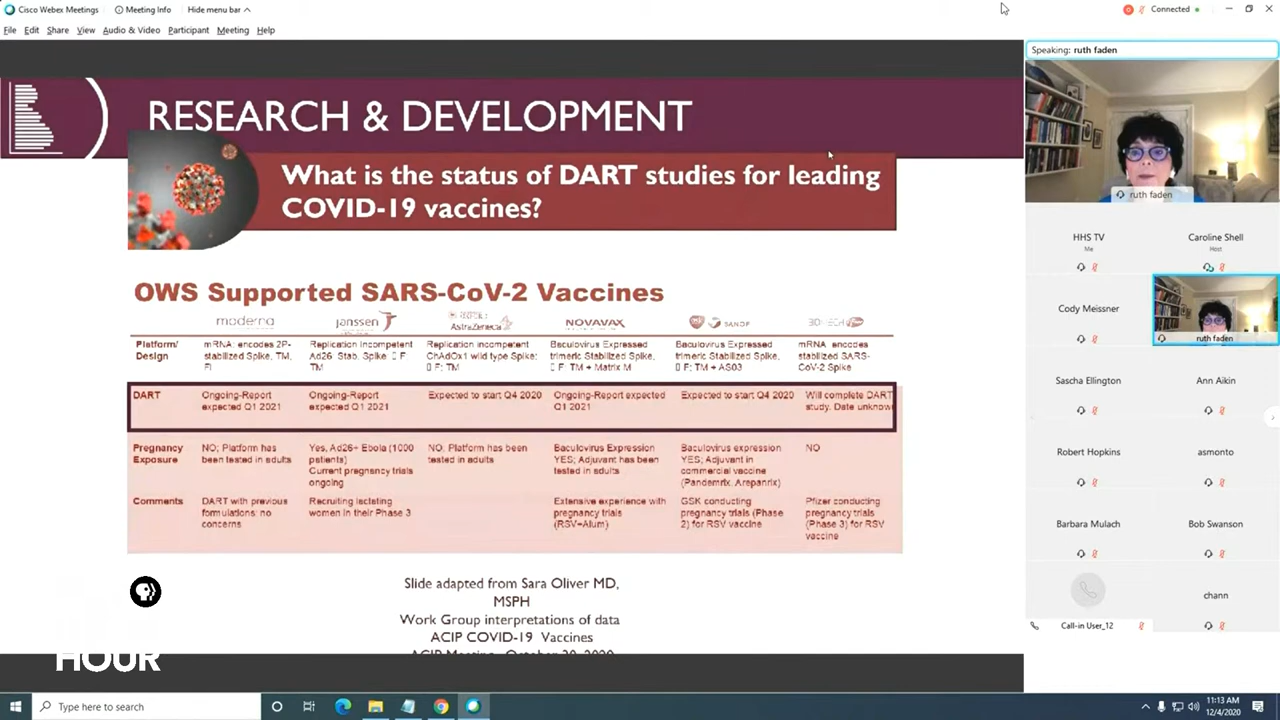 Cisco Webex Meetings
Meeting Info
Hide menu bar
Connected
File Edit Share View Audio & Video Participant Meeting Help
RESEARCH & DEVELOPMENT
What is the status of DART studies for leading
COVID-19 vaccines?
OWS Supported SARS-CoV-2 Vaccines
moderna
janssen
AstraZeneca
NOVAVAX
SANOFI
Platform/
Design
mRNA: encodes 2P-
stabilized Spike, TM,
FI
Replication Incompetent
Ad26 Stab. Spike: F
TM
Replication incompetent
ChAdOx1 wild type Spike:
F; TM
Baculovirus Expressed
trimeric Stabilized Spike,
F; TM + Matrix M
Baculovirus Expressed
trimeric Stabilized Spike,
F; TM + AS03
mRNA encodes
stabilized SARS-
CoV-2 Spike
DART
Ongoing-Report
expected Q1 2021
Ongoing-Report
expected Q1 2021
Expected to start Q4 2020
Ongoing-Report expected
Q1 2021
Expected to start Q4 2020
Will complete DART
study. Date unknow
Pregnancy
Exposure
NO; Platform has
been tested in adults
Yes, Ad26+ Ebola (1000
patients)
Current pregnancy trials
ongoing
NO; Platform has been
tested in adults
Baculovirus Expression
YES; Adjuvant has been
tested in adults
Baculovirus expression
YES; Adjuvant in
commercial vaccine
(Pandemrix, Arepanrix)
NO
Comments
DART with previous
formulations: no
concerns
Recruiting lactating
women in their Phase 3
Extensive experience with
pregnancy trials
(RSV+Alum)
GSK conducting
pregnancy trials (Phase
2) for RSV vaccine
Pfizer conducting
pregnancy trials
(Phase 3) for RSV
vaccine
Slide adapted from Sara Oliver MD,
MSPH
Work Group interpretations of data
ACIP COVID-19 Vaccines
ACIP Meeting October 30, 2020
HOUR
Speaking: ruth faden
ruth faden
HHS TV
Me
Caroline Shell
Host
Cody Meissner
ruth faden
Sascha Ellington
Ann Aikin
Robert Hopkins
asmonto
Barbara Mulach
Bob Swanson
Call-in User_12
chann
Type here to search
11:13 AM
12/4/2020